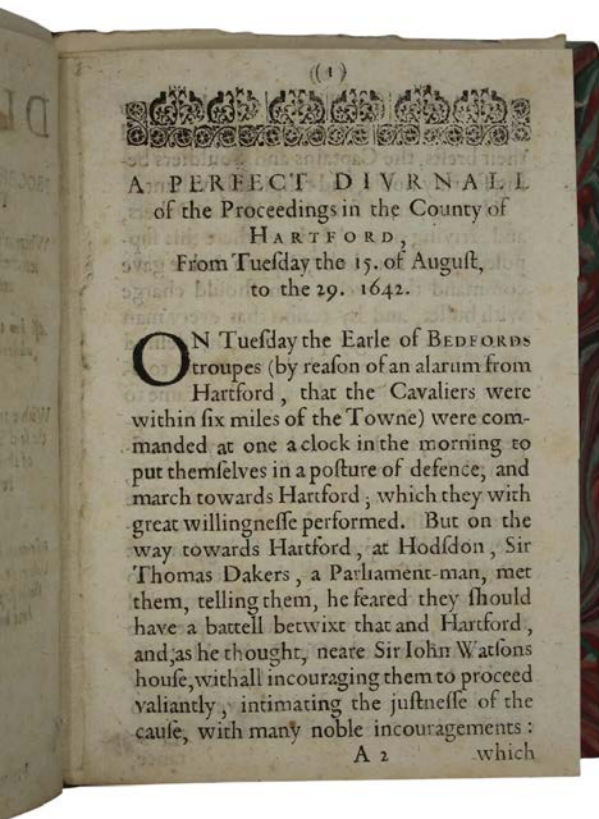 ((1)
A PERFECT DIVRNALL
of the Proceedings in the County of
HARTFORD,
From Tueſday the 15. of Auguſt,
to the 29. 1642.
ON Tueſday the Earle of BEDFORDS
troupes (by reaſon of an alarum from
Hartford, that the Cavaliers were
within ſix miles of the Towne) were com-
manded at one a clock in the morning to
put themſelves in a poſture of defence, and
march towards Hartford; which they with
great willingneſſe performed. But on the
way towards Hartford, at Hodſdon, Sir
Thomas Dakers, a Parliament-man, met
them, telling them, he feared they ſhould
have a battell betwixt that and Hartford,
and, as he thought, neare Sir Iohn Watſons
houſe, withall incouraging them to proceed
valiantly, intimating the juſtneſſe of the
cauſe, with many noble incouragements:
A 2 which